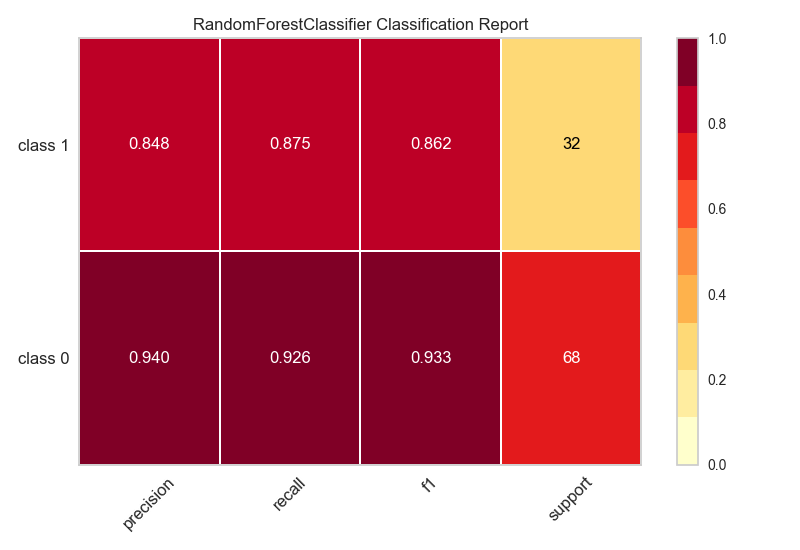 RandomForestClassifier Classification Report
class 1 0.848 0.875 0.862 32
class 0 0.940 0.926 0.933 68
precision recall f1 support
1.0
0.8
0.6
0.4
0.2
0.0